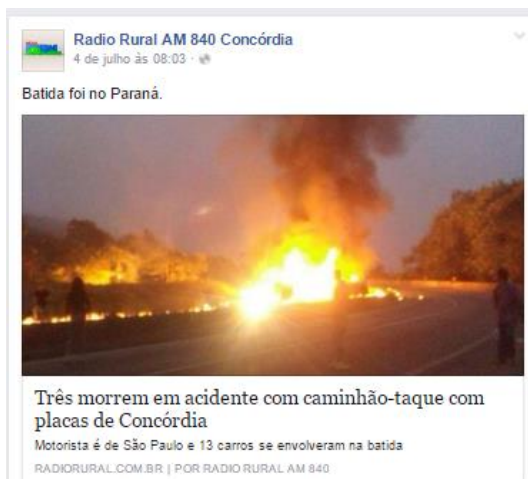 Radio Rural AM 840 Concórdia
4 de julho às 08:03 ·
Batida foi no Paraná.
Três morrem em acidente com caminhão-taque com
placas de Concórdia
Motorista é de São Paulo e 13 carros se envolveram na batida
RADIORURAL.COM.BR | POR RADIO RURAL AM 840